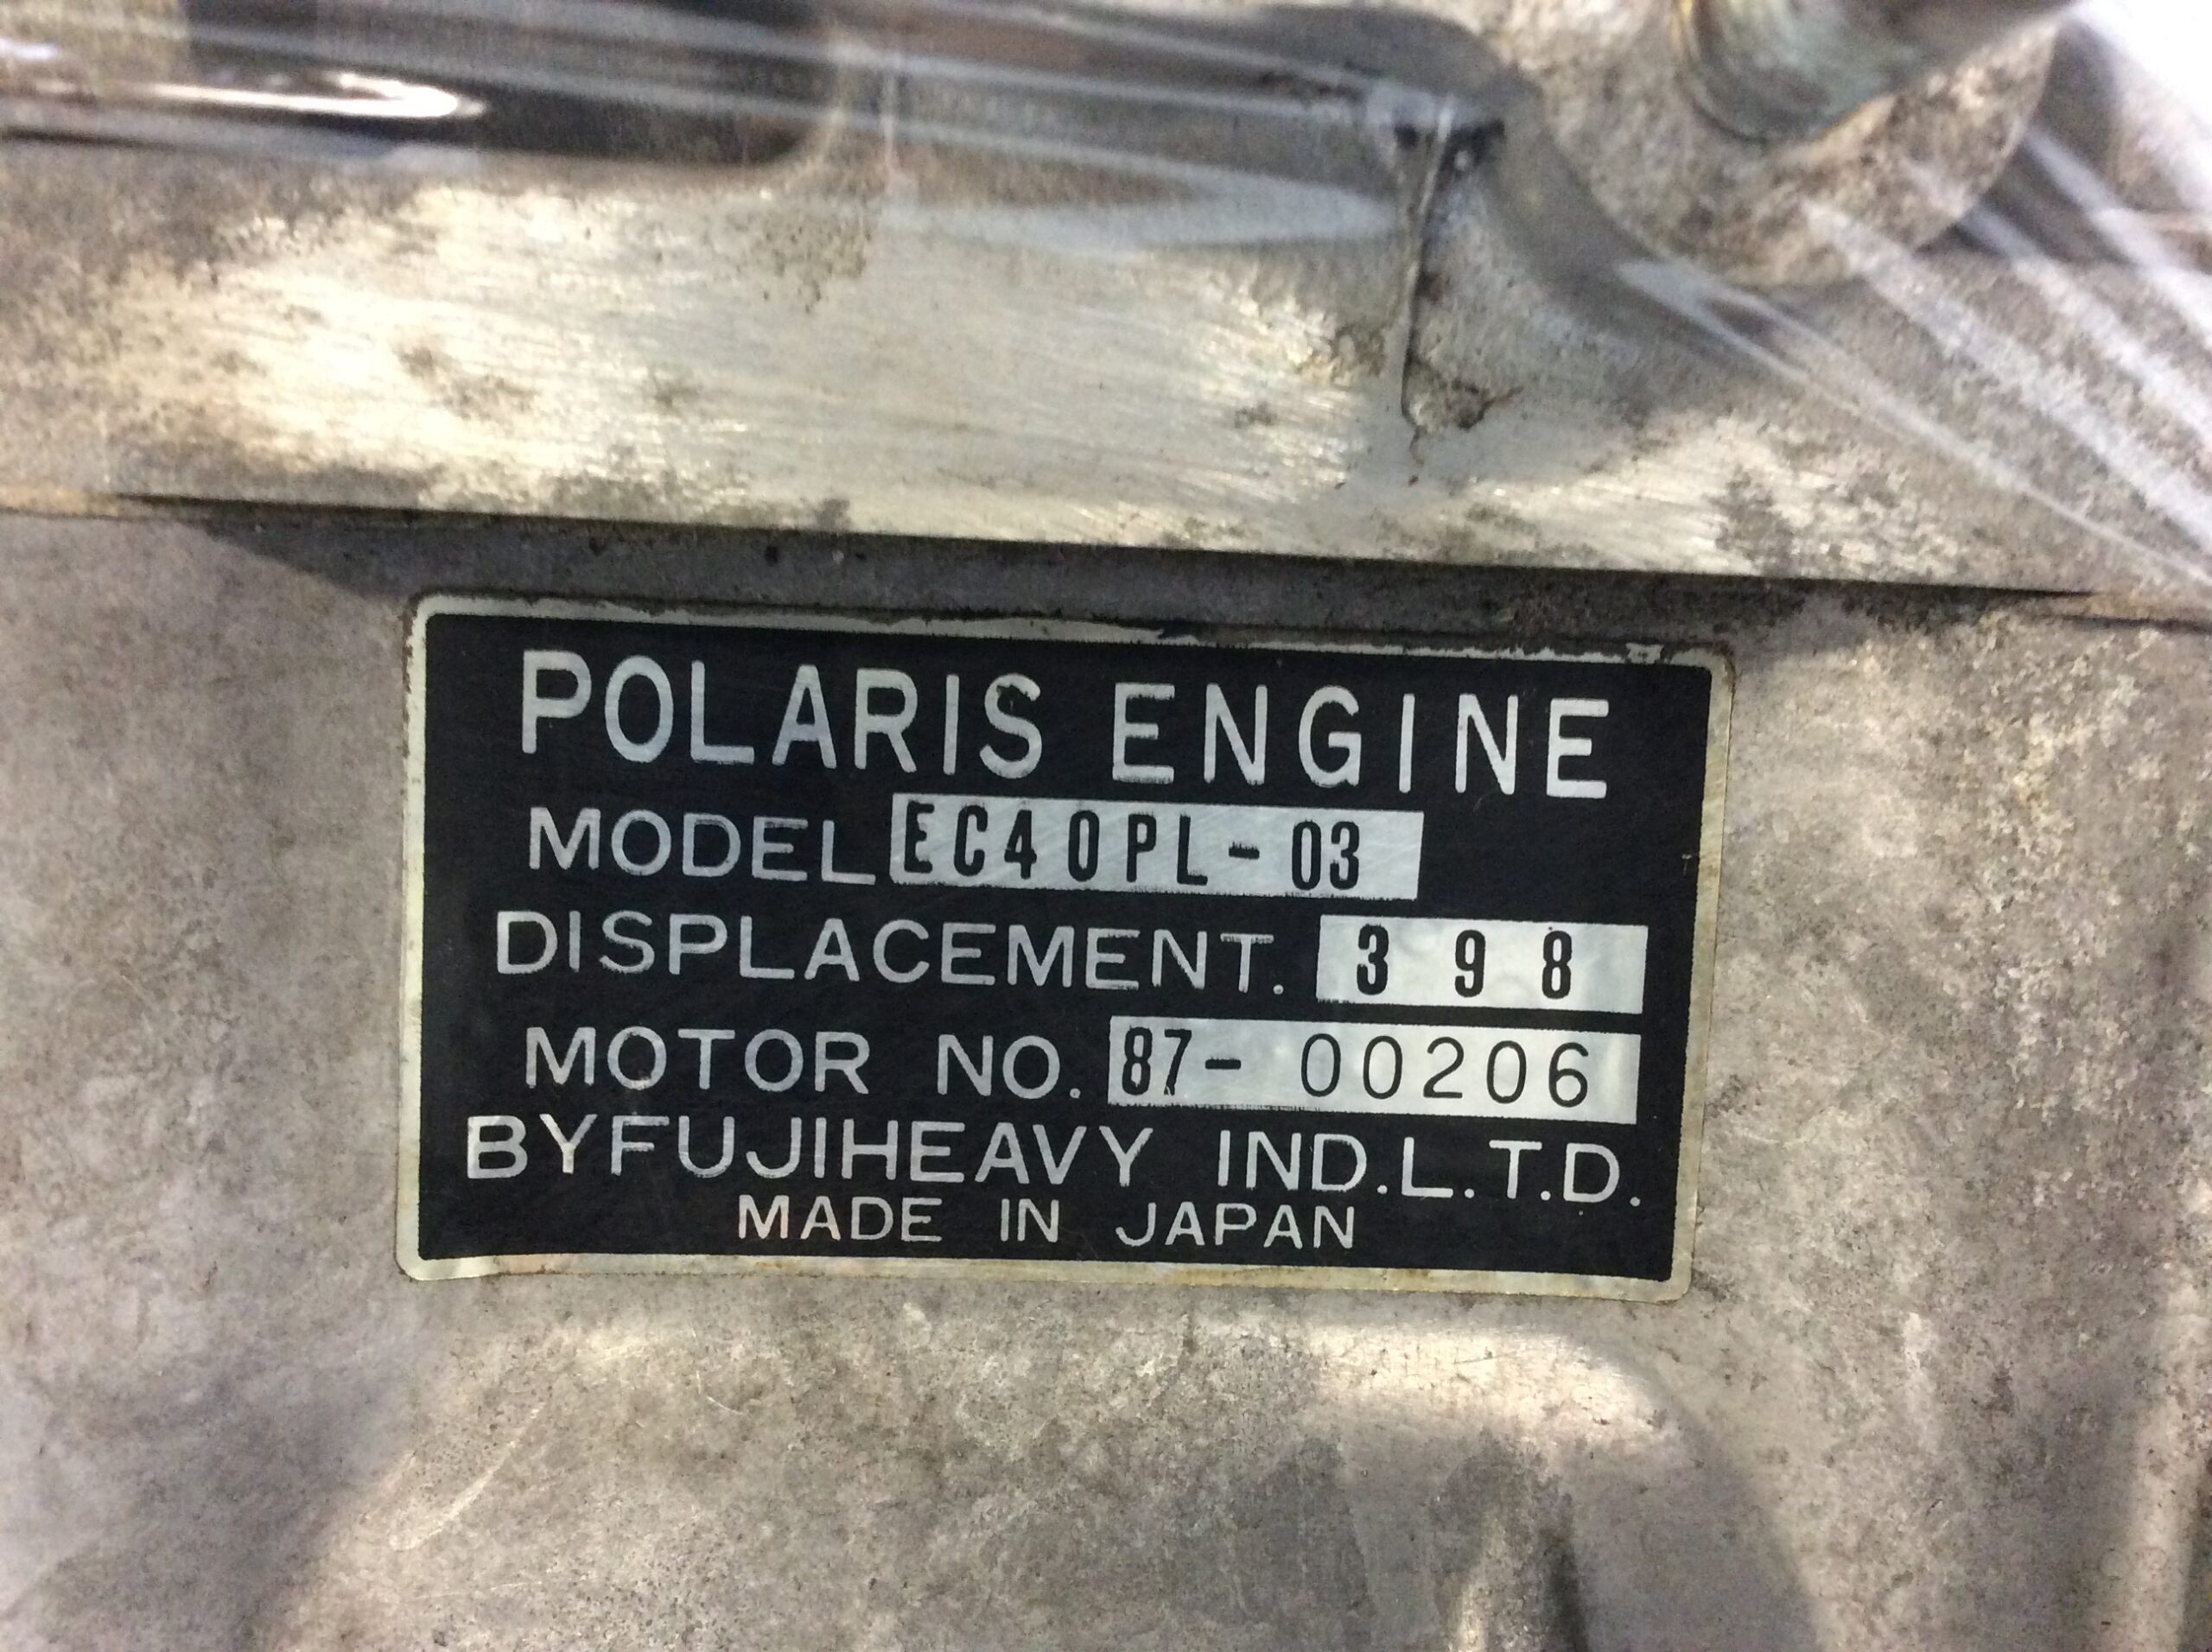 POLARIS ENGINE
MODEL EC40PL-03
DISPLACEMENT. 398
MOTOR NO. 87-00206
BYFUJIHEAVY IND.L.T.D.
MADE IN JAPAN